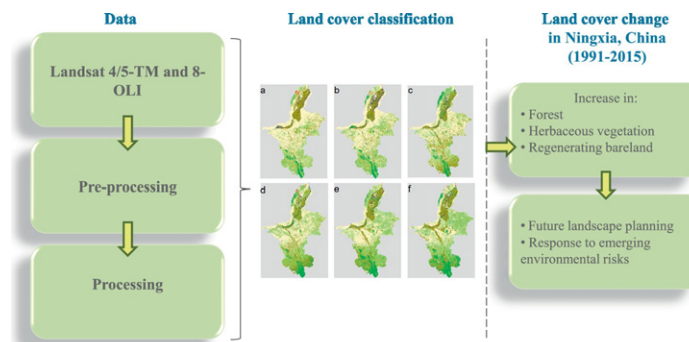 Data
Landsat 4/5-TM and 8-
OLI
Pre-processing
Processing
Land cover classification
a
b
c
d
e
f
Land cover change
in Ningxia, China
(1991-2015)
Increase in:
• Forest
• Herbaceous vegetation
• Regenerating bareland
• Future landscape planning
• Response to emerging
environmental risks